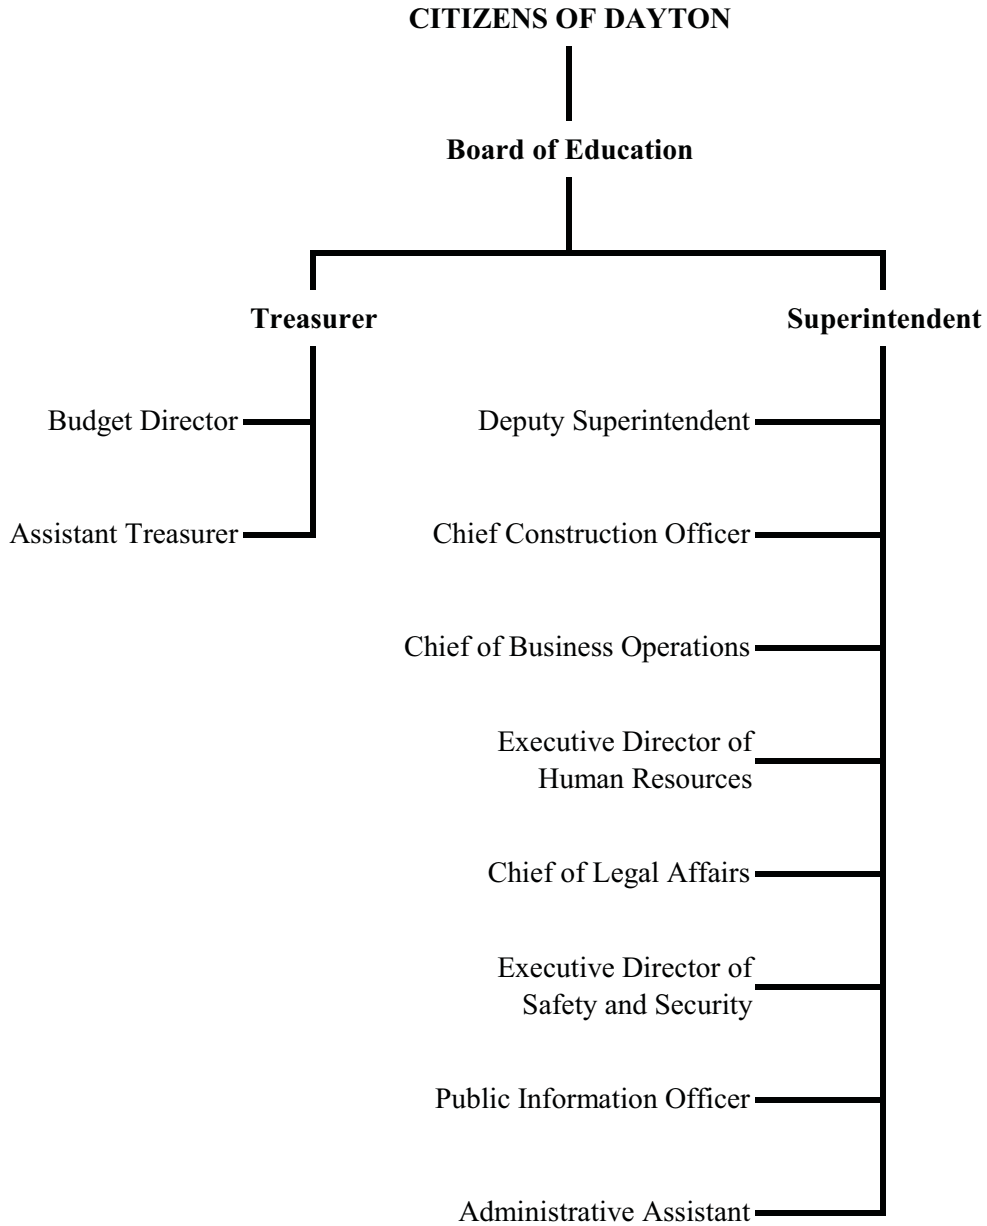 CITIZENS OF DAYTON
Board of Education
Treasurer
Superintendent
Budget Director
Deputy Superintendent
Assistant Treasurer
Chief Construction Officer
Chief of Business Operations
Executive Director of
Human Resources
Chief of Legal Affairs
Executive Director of
Safety and Security
Public Information Officer
Administrative Assistant